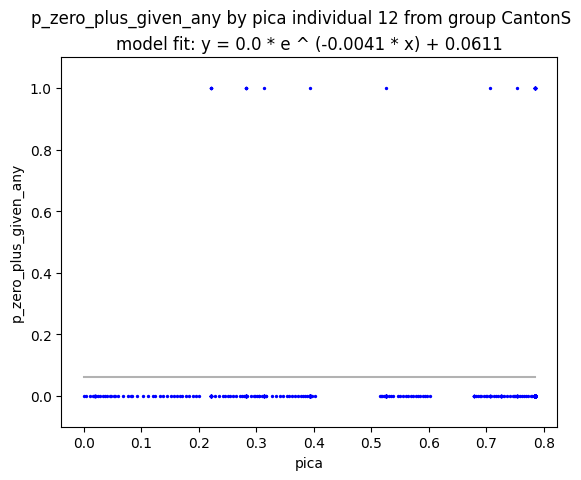 p_zero_plus_given_any by pica individual 12 from group CantonS
model fit: y = 0.0 * e ^ (-0.0041 * x) + 0.0611
1.0
0.8
0.6
0.4
0.2
0.0
p_zero_plus_given_any
0.0 0.1 0.2 0.3 0.4 0.5 0.6 0.7 0.8
pica